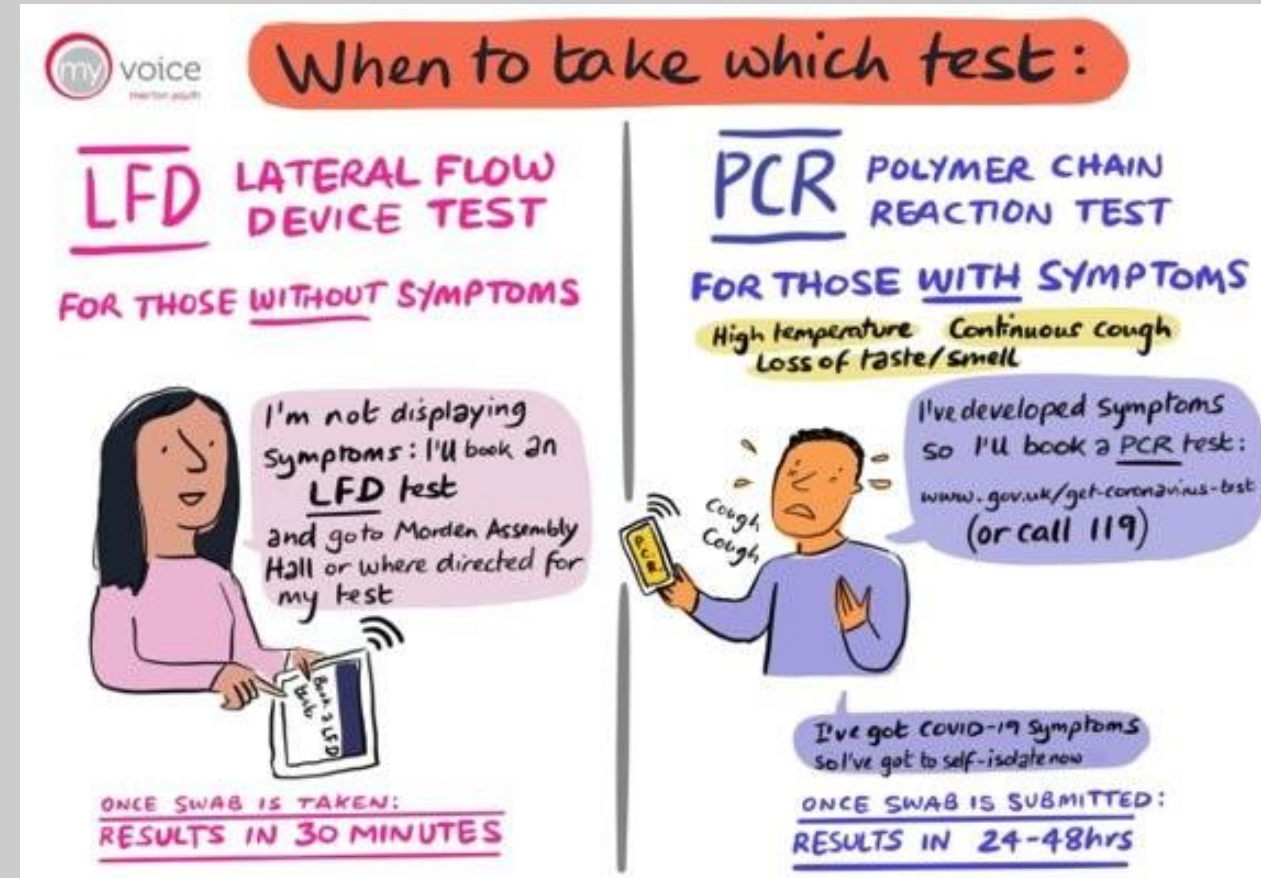 my voice
merton youth
When to take which test:
LFD LATERAL FLOW
DEVICE TEST
FOR THOSE WITHOUT SYMPTOMS
I'm not displaying
symptoms: I'll book an
LFD test
and go to Morden Assembly
Hall or where directed for
my test
Book a LFD
test
ONCE SWAB IS TAKEN:
RESULTS IN 30 MINUTES
PCR POLYMER CHAIN
REACTION TEST
FOR THOSE WITH SYMPTOMS
High temperature Continuous cough
Loss of taste/smell
I've developed symptoms
so I'll book a PCR test:
www.gov.uk/get-coronavirus-test
(or call 119)
Cough
Cough
PCR
I've got COVID-19 symptoms
so I've got to self-isolate now
ONCE SWAB IS SUBMITTED:
RESULTS IN 24-48hrs